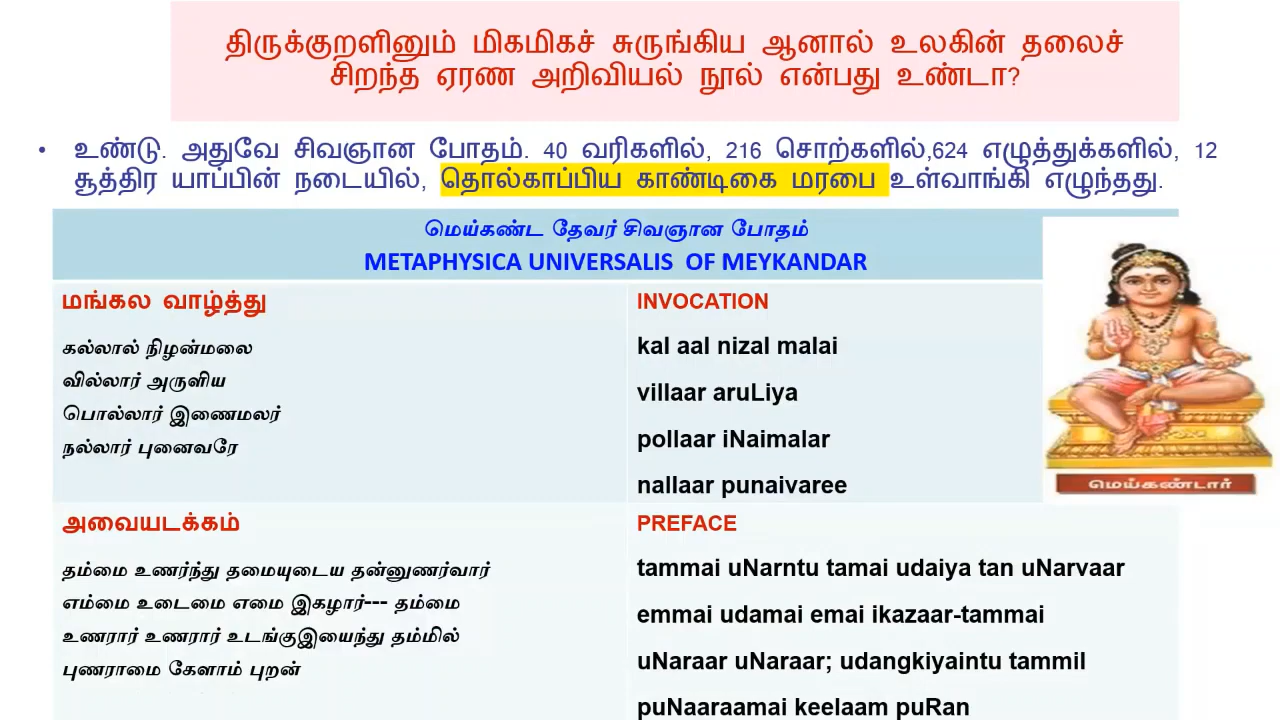 திருக்குறளினும் மிகமிகச் சுருங்கிய ஆனால் உலகின் தலைச்
சிறந்த ஏரண அறிவியல் நூல் என்பது உண்டா?
• உண்டு. அதுவே சிவஞான போதம். 40 வரிகளில், 216 சொற்களில்,624 எழுத்துக்களில், 12
சூத்திர யாப்பின் நடையில், தொல்காப்பிய காண்டிகை மரபை உள்வாங்கி எழுந்தது.
மெய்கண்ட தேவர் சிவஞான போதம்
METAPHYSICA UNIVERSALIS OF MEYKANDAR
மங்கல வாழ்த்து
கல்லால் நிழன்மலை
வில்லார் அருளிய
பொல்லார் இணைமலர்
நல்லார் புனைவரே
INVOCATION
kal aal nizal malai
villaar aruLiya
pollaar iNaimalar
nallaar punaivaree
மெய்கண்டார்
அவையடக்கம்
தம்மை உணர்ந்து தமையுடைய தன்னுணர்வார்
எம்மை உடைமை எமை இகழார்--- தம்மை
உணரார் உணரார் உடங்குஇயைந்து தம்மில்
புணராமை கேளாம் புறன்
PREFACE
tammai uNarntu tamai udaiya tan uNarvaar
emmai udamai emai ikazaar-tammai
uNaraar uNaraar; udangkiyaintu tammil
puNaaraamai keelaam puRan